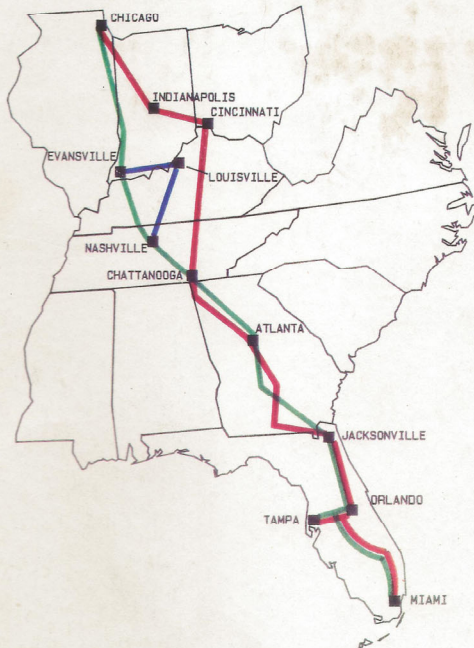 CHICAGO
INDIANAPOLIS
CINCINNATI
EVANSVILLE
LOUISVILLE
NASHVILLE
CHATTANOOGA
ATLANTA
JACKSONVILLE
ORLANDO
TAMPA
MIAMI